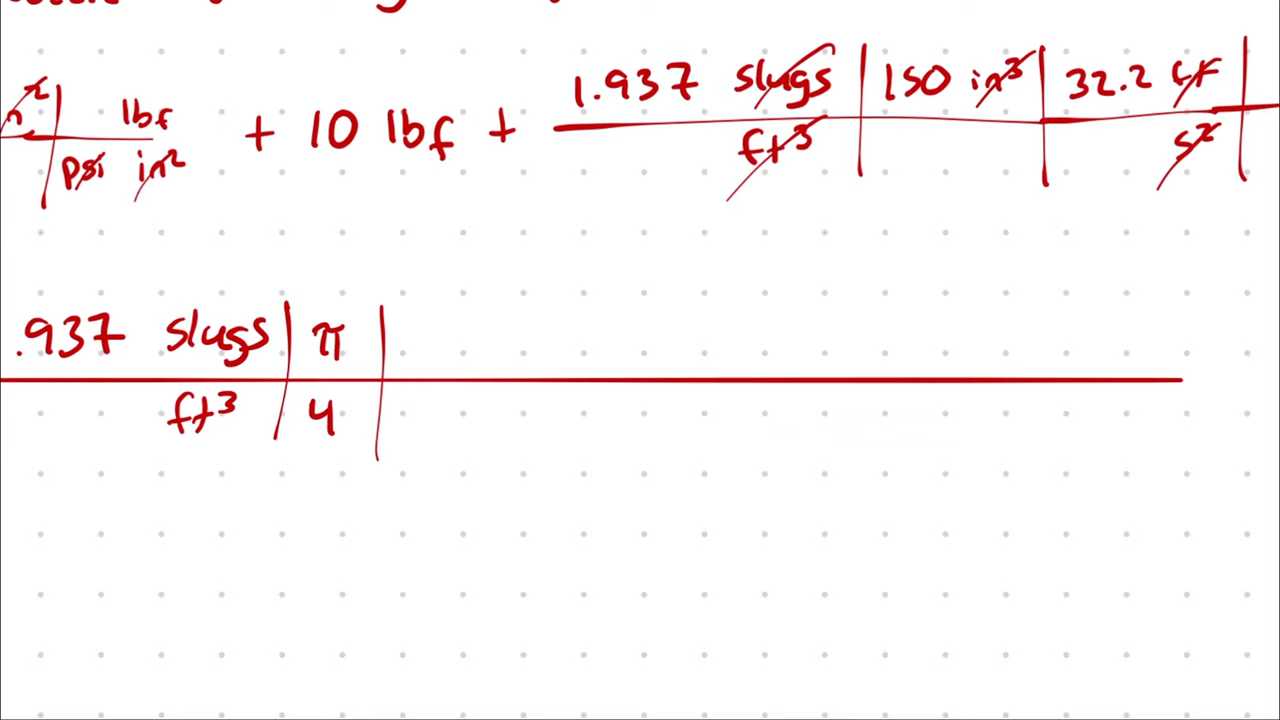 lbf + 10 lbf + 1.937 slugs | 150 in³ | 32.2 ft
psi in² ft³ s²
.937 slugs | π
ft³ | 4